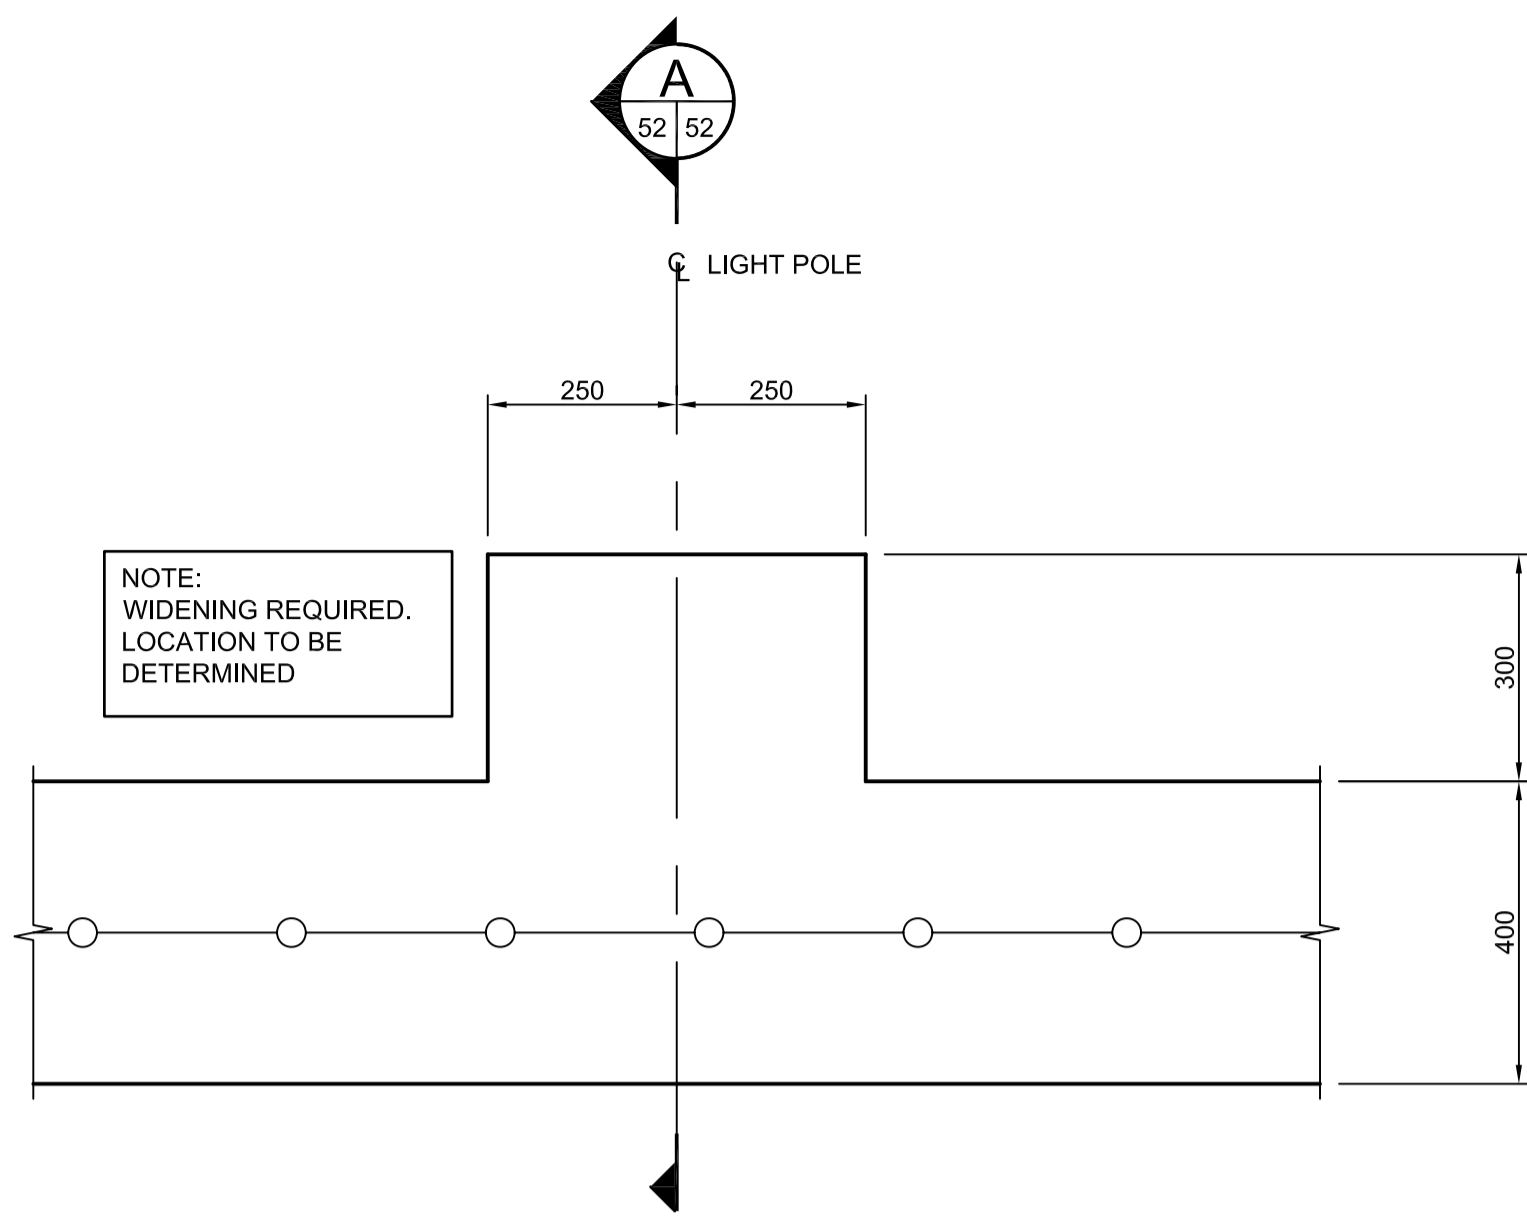 A
52 52
℄ LIGHT POLE
250 250
NOTE:
WIDENING REQUIRED.
LOCATION TO BE
DETERMINED
300
400